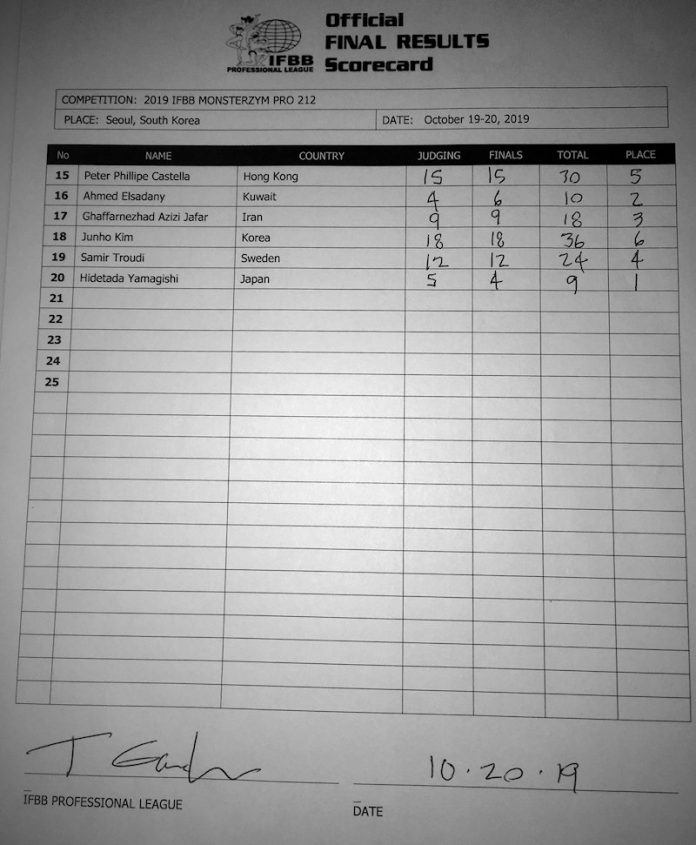 Official
FINAL RESULTS
Scorecard
IFBB
PROFESSIONAL LEAGUE
COMPETITION: 2019 IFBB MONSTERZYM PRO 212
PLACE: Seoul, South Korea DATE: October 19-20, 2019
No NAME COUNTRY JUDGING FINALS TOTAL PLACE
15 Peter Phillipe Castella Hong Kong 15 15 30 5
16 Ahmed Elsadany Kuwait 4 6 10 2
17 Ghaffarnezhad Azizi Jafar Iran 9 9 18 3
18 Junho Kim Korea 18 18 36 6
19 Samir Troudi Sweden 12 12 24 4
20 Hidetada Yamagishi Japan 5 4 9 1
21
22
23
24
25
10.20.19
IFBB PROFESSIONAL LEAGUE
DATE